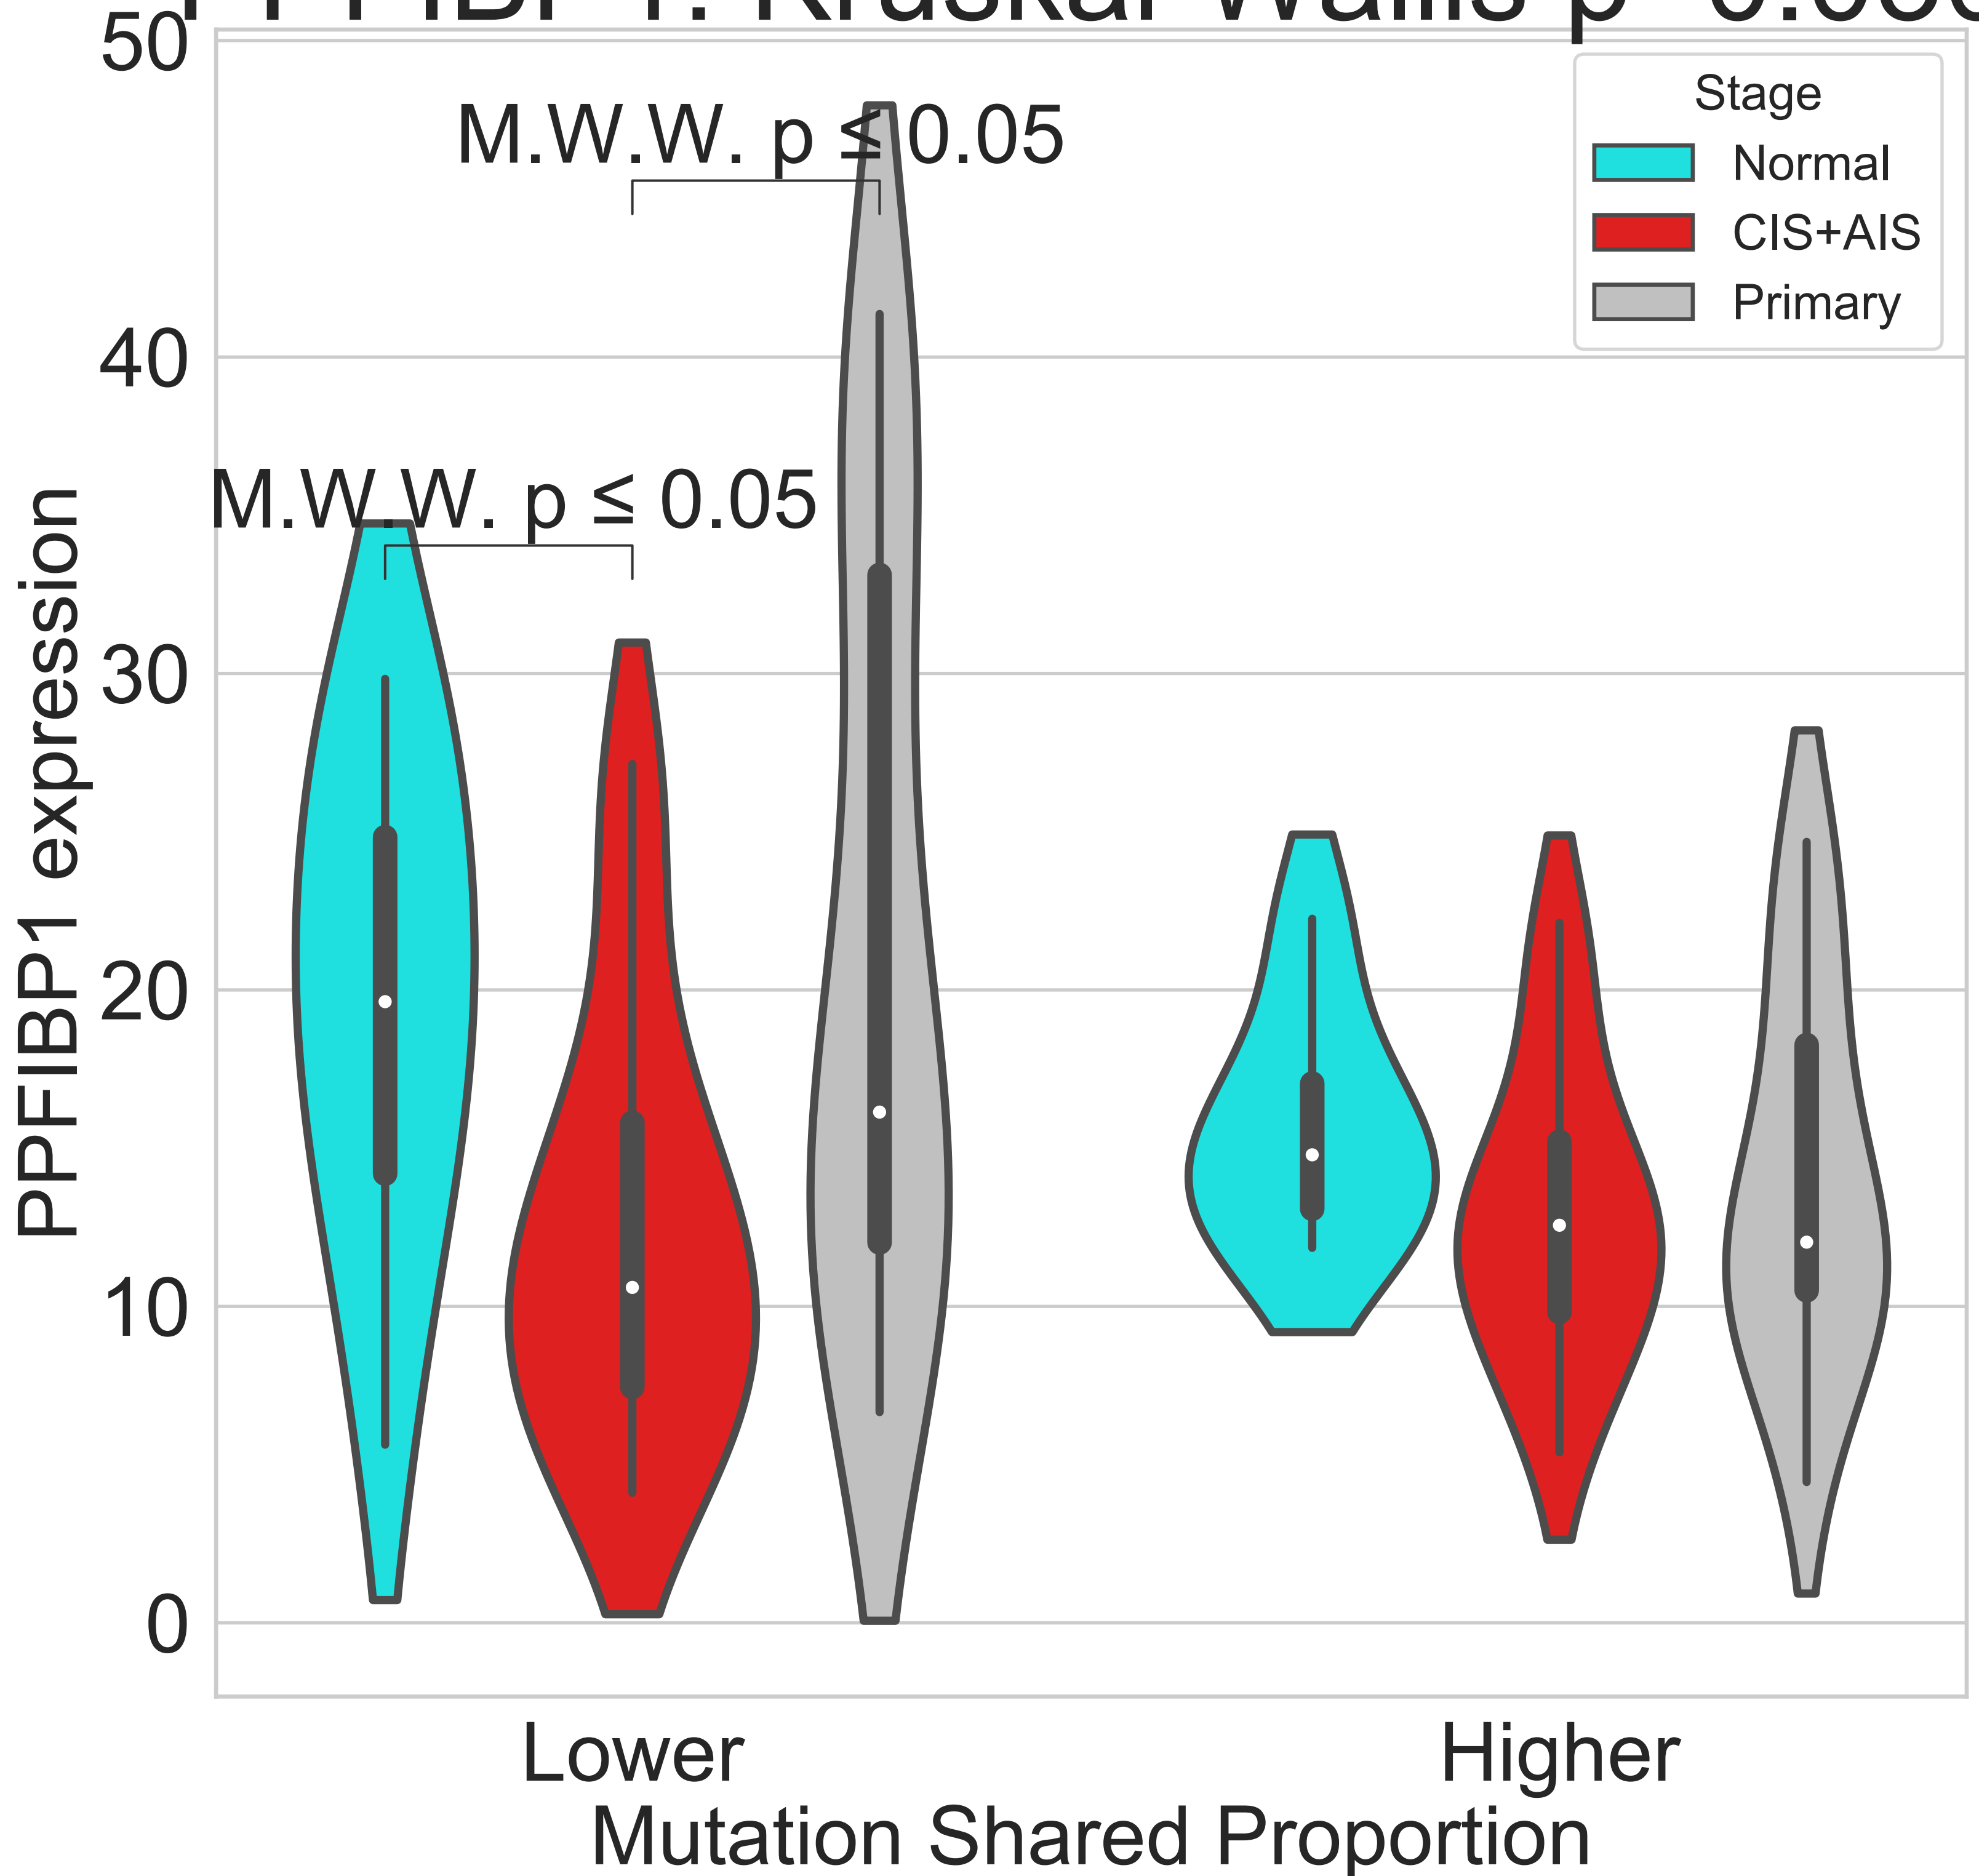 50
M.W.W. p ≤ 0.05
Stage
Normal
CIS+AIS
Primary
40
M.W.W. p ≤ 0.05
30
20
10
0
PPFIBP1 expression
Lower
Higher
Mutation Shared Proportion